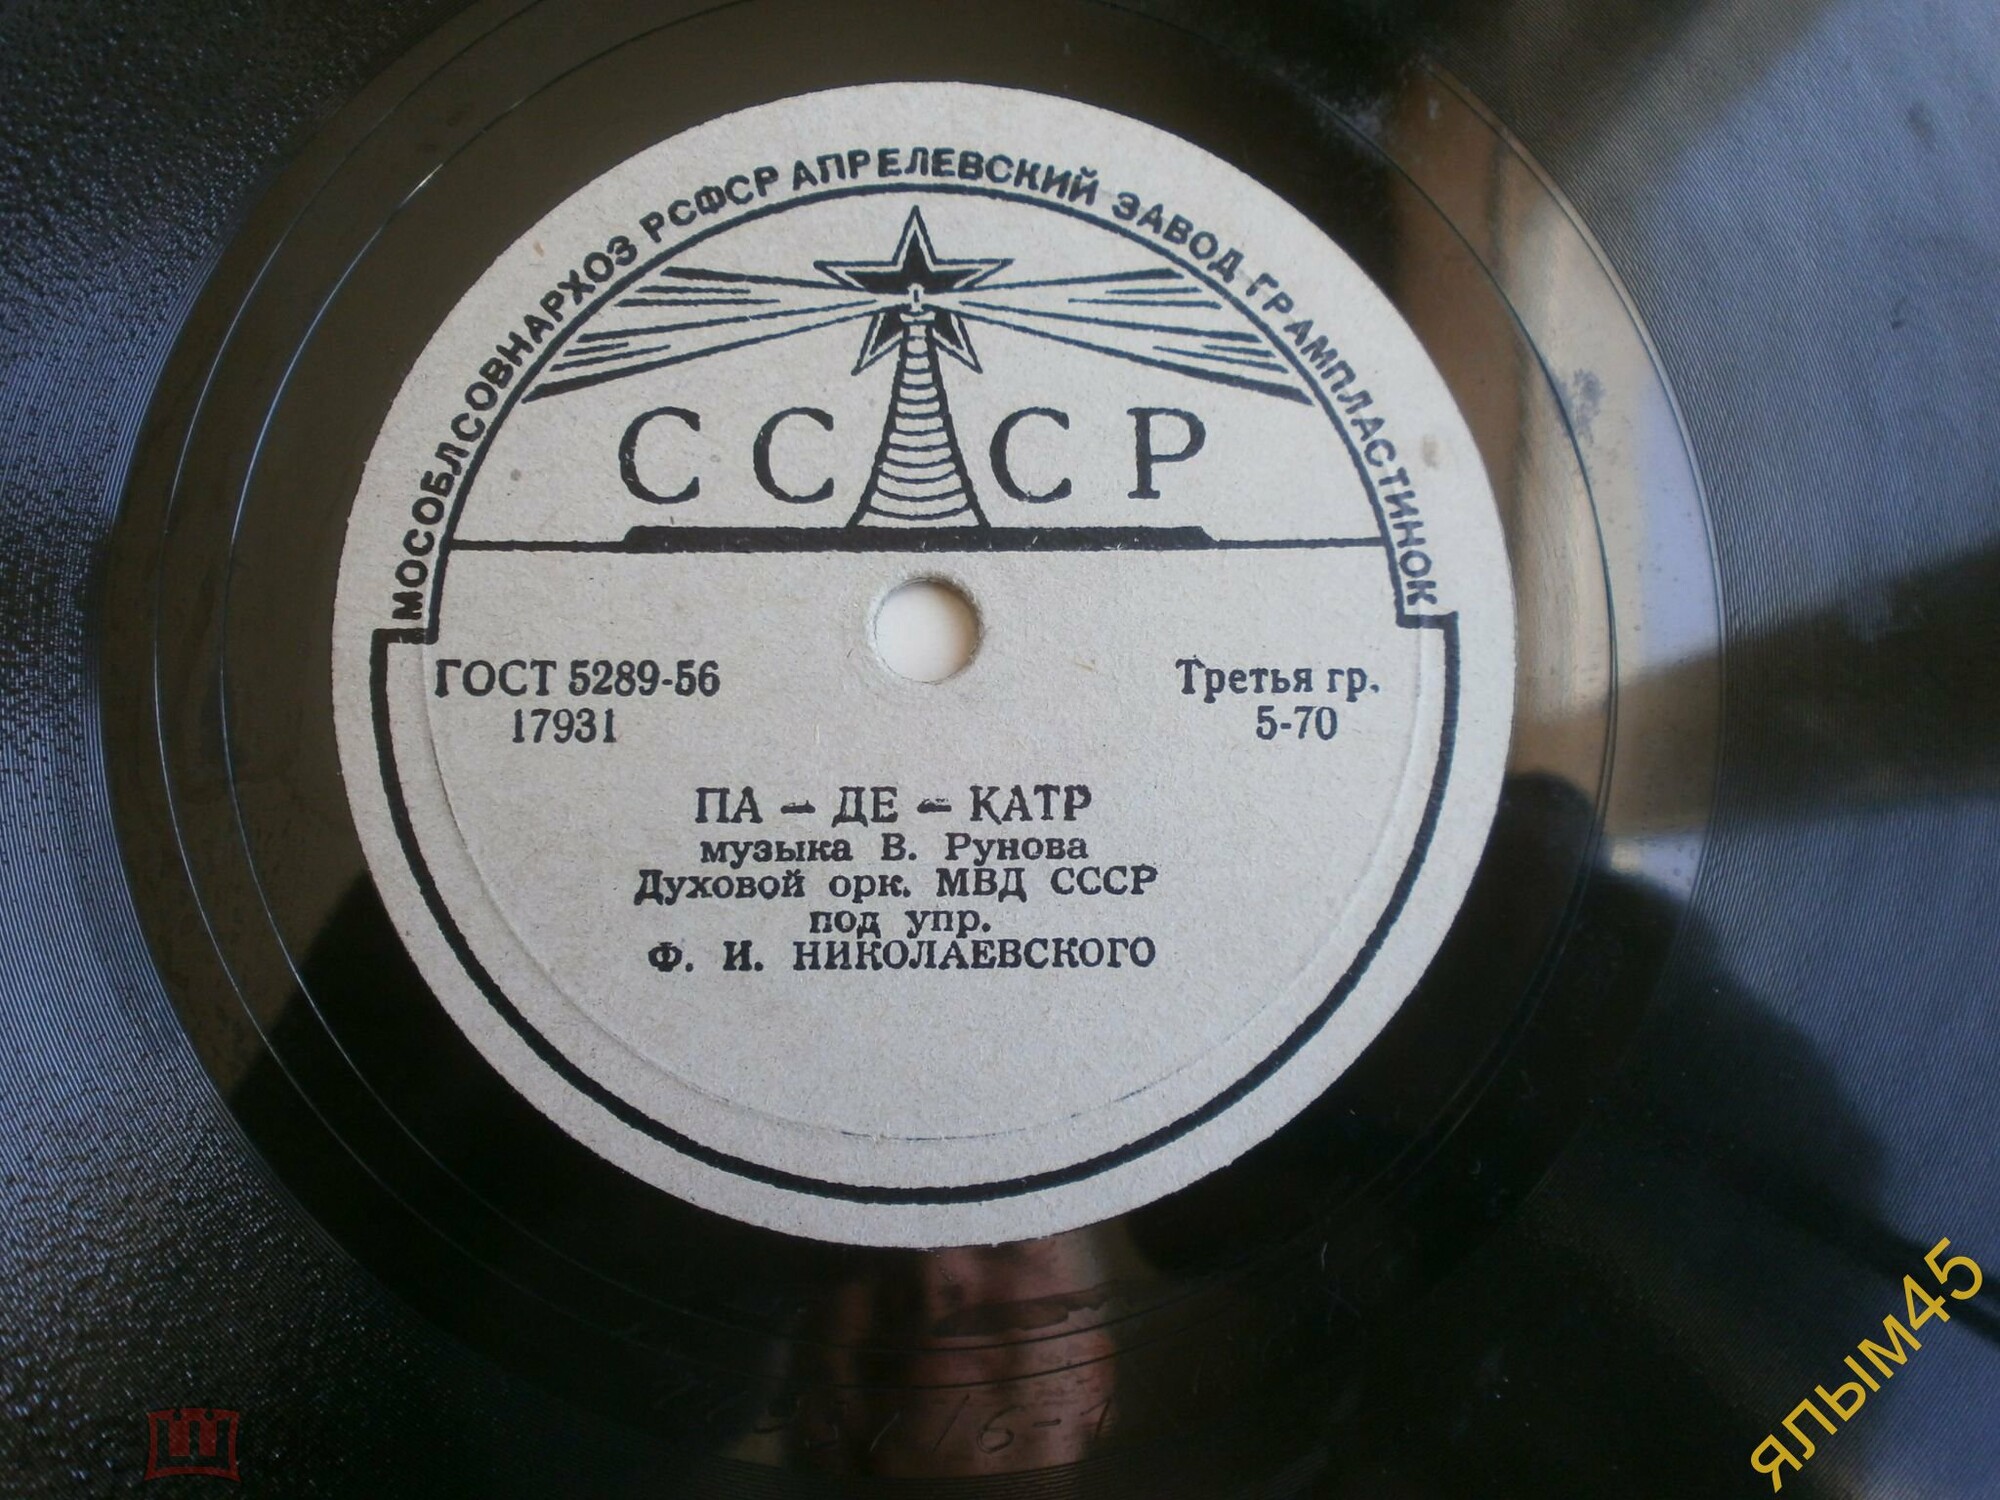 МОСОБЛСОВНАРХОЗ РСФСР АПРЕЛЕВСКИЙ ЗАВОД ГРАМПЛАСТИНОК
СССР
ГОСТ 5289-56
17931
Третья гр.
5-70
ПА - ДЕ - КАТР
музыка В. Рунова
Духовой орк. МВД СССР
под упр.
Ф. И. НИКОЛАЕВСКОГО
ялым45